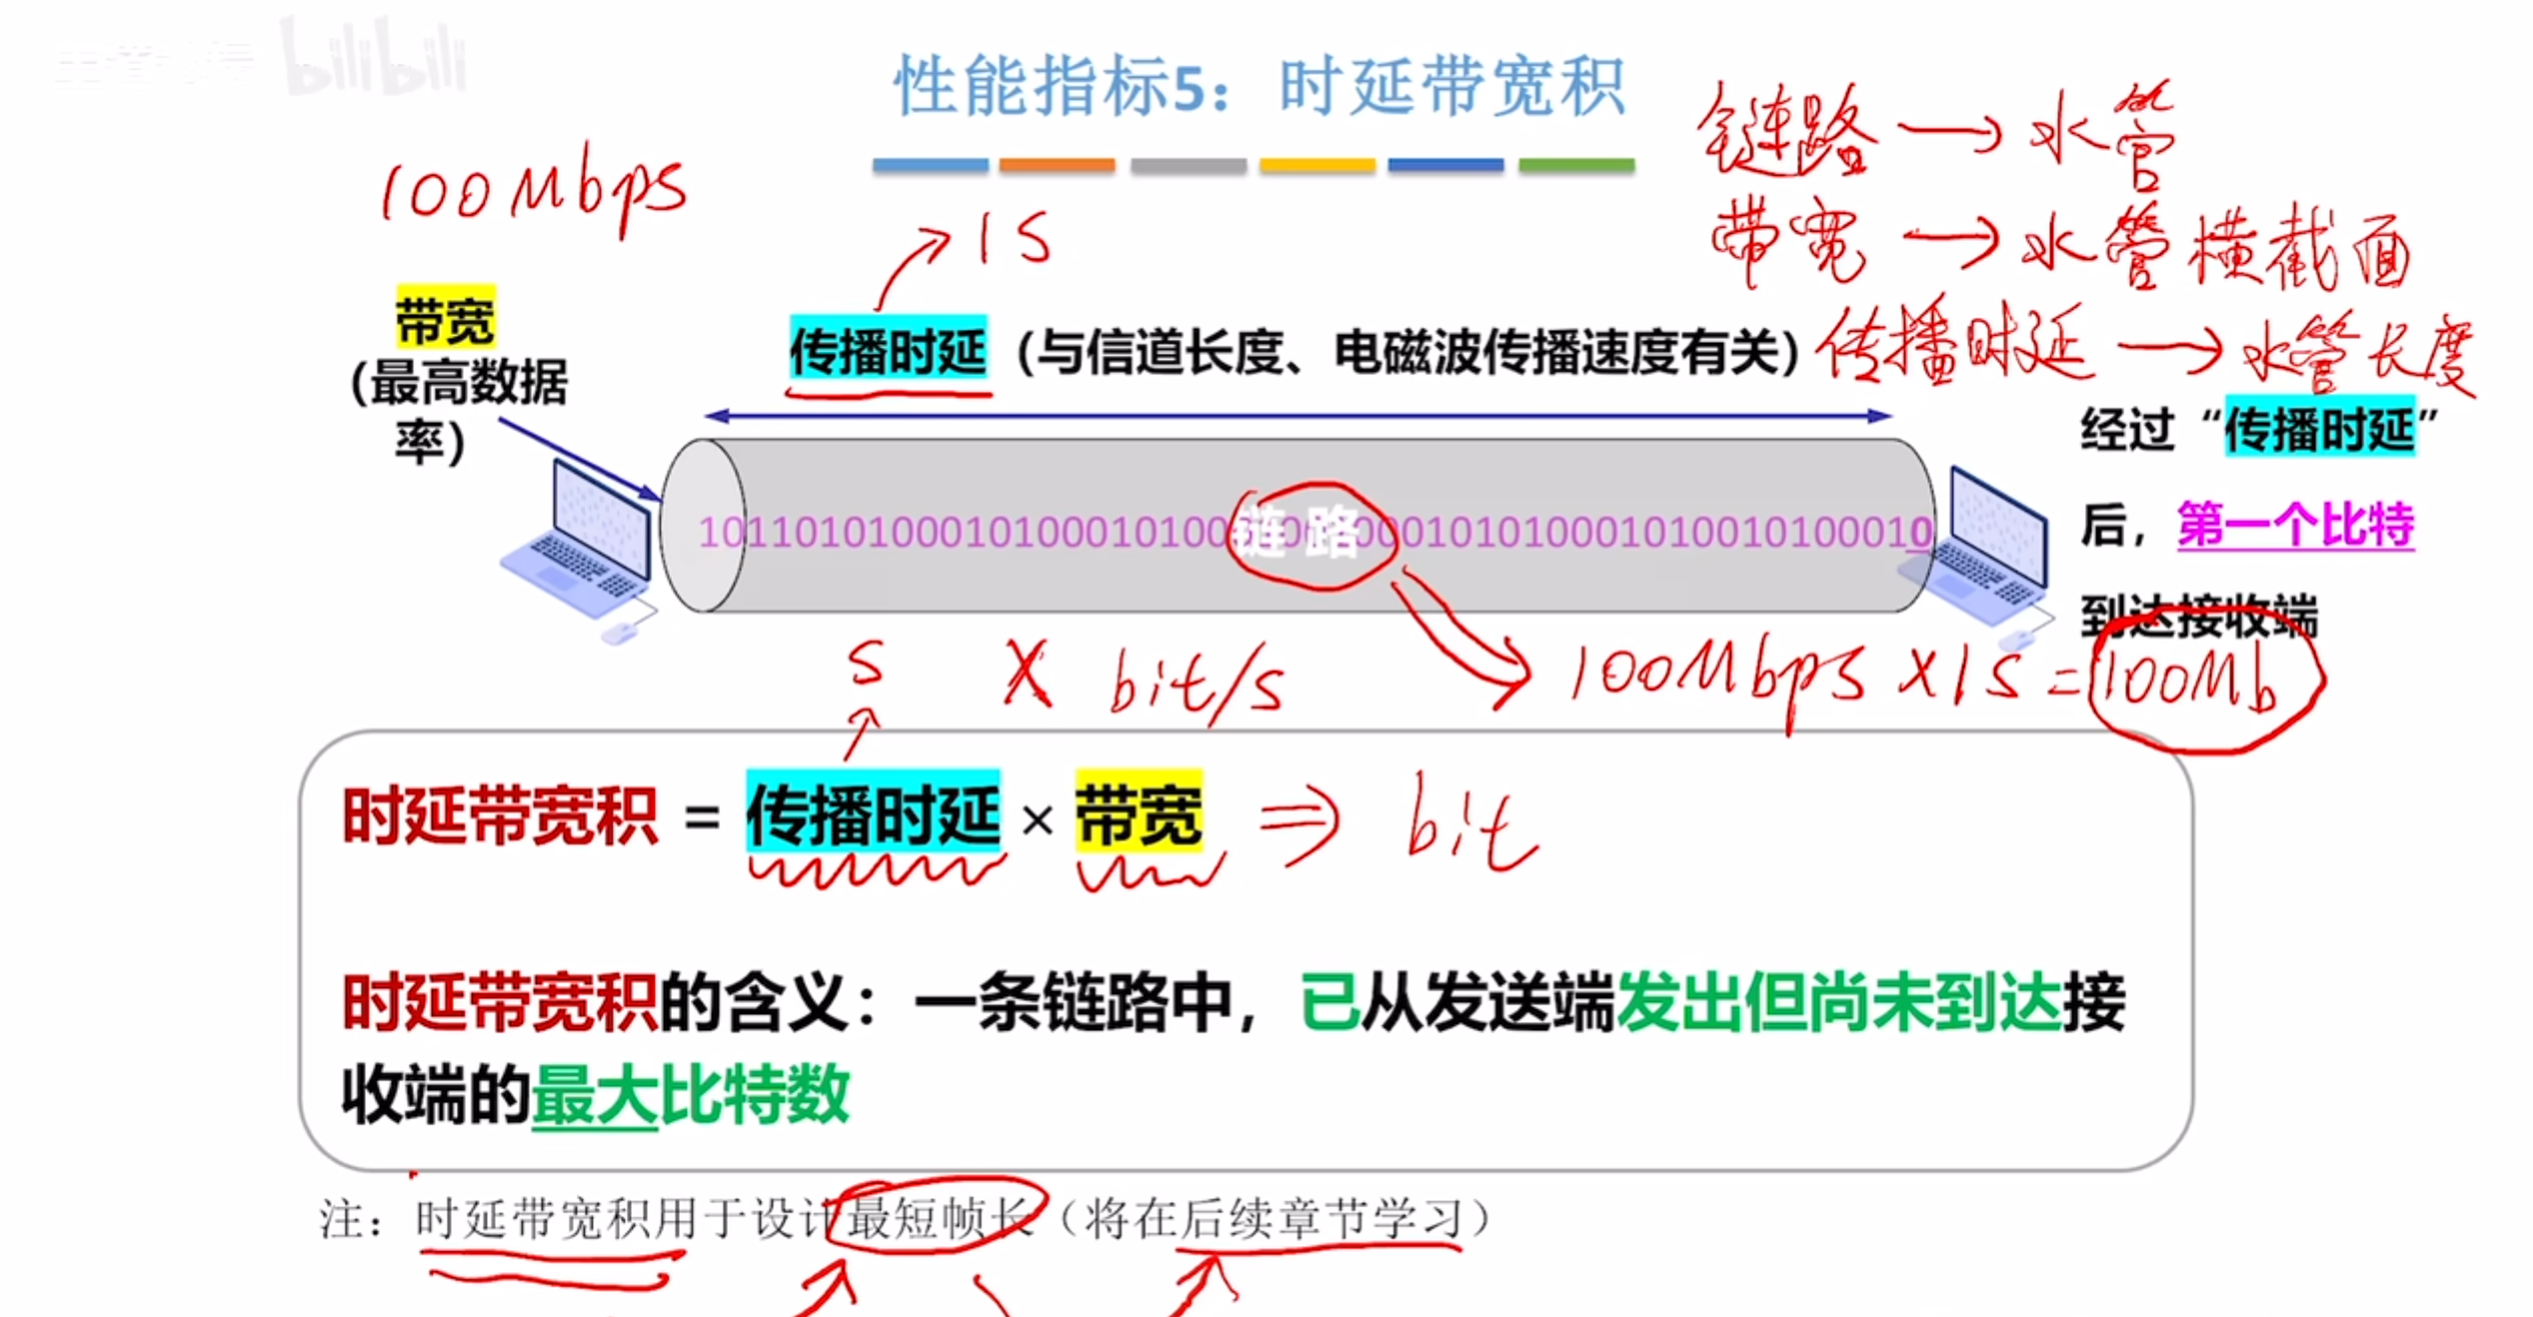 bilibili
性能指标5：时延带宽积
链路 → 水管
100Mbps
带宽 → 水管横截面
1S
带宽
(最高数据
率)
传播时延（与信道长度、电磁波传播速度有关）
传播时延 → 水管长度
经过“传播时延”
后，第一个比特
到达接收端
链路
S × bit/s
100Mbps × 1S = 100Mb
时延带宽积 = 传播时延 × 带宽 ⇒ bit
时延带宽积的含义：一条链路中，已从发送端发出但尚未到达接
收端的最大比特数
注：时延带宽积用于设计最短帧长（将在后续章节学习）